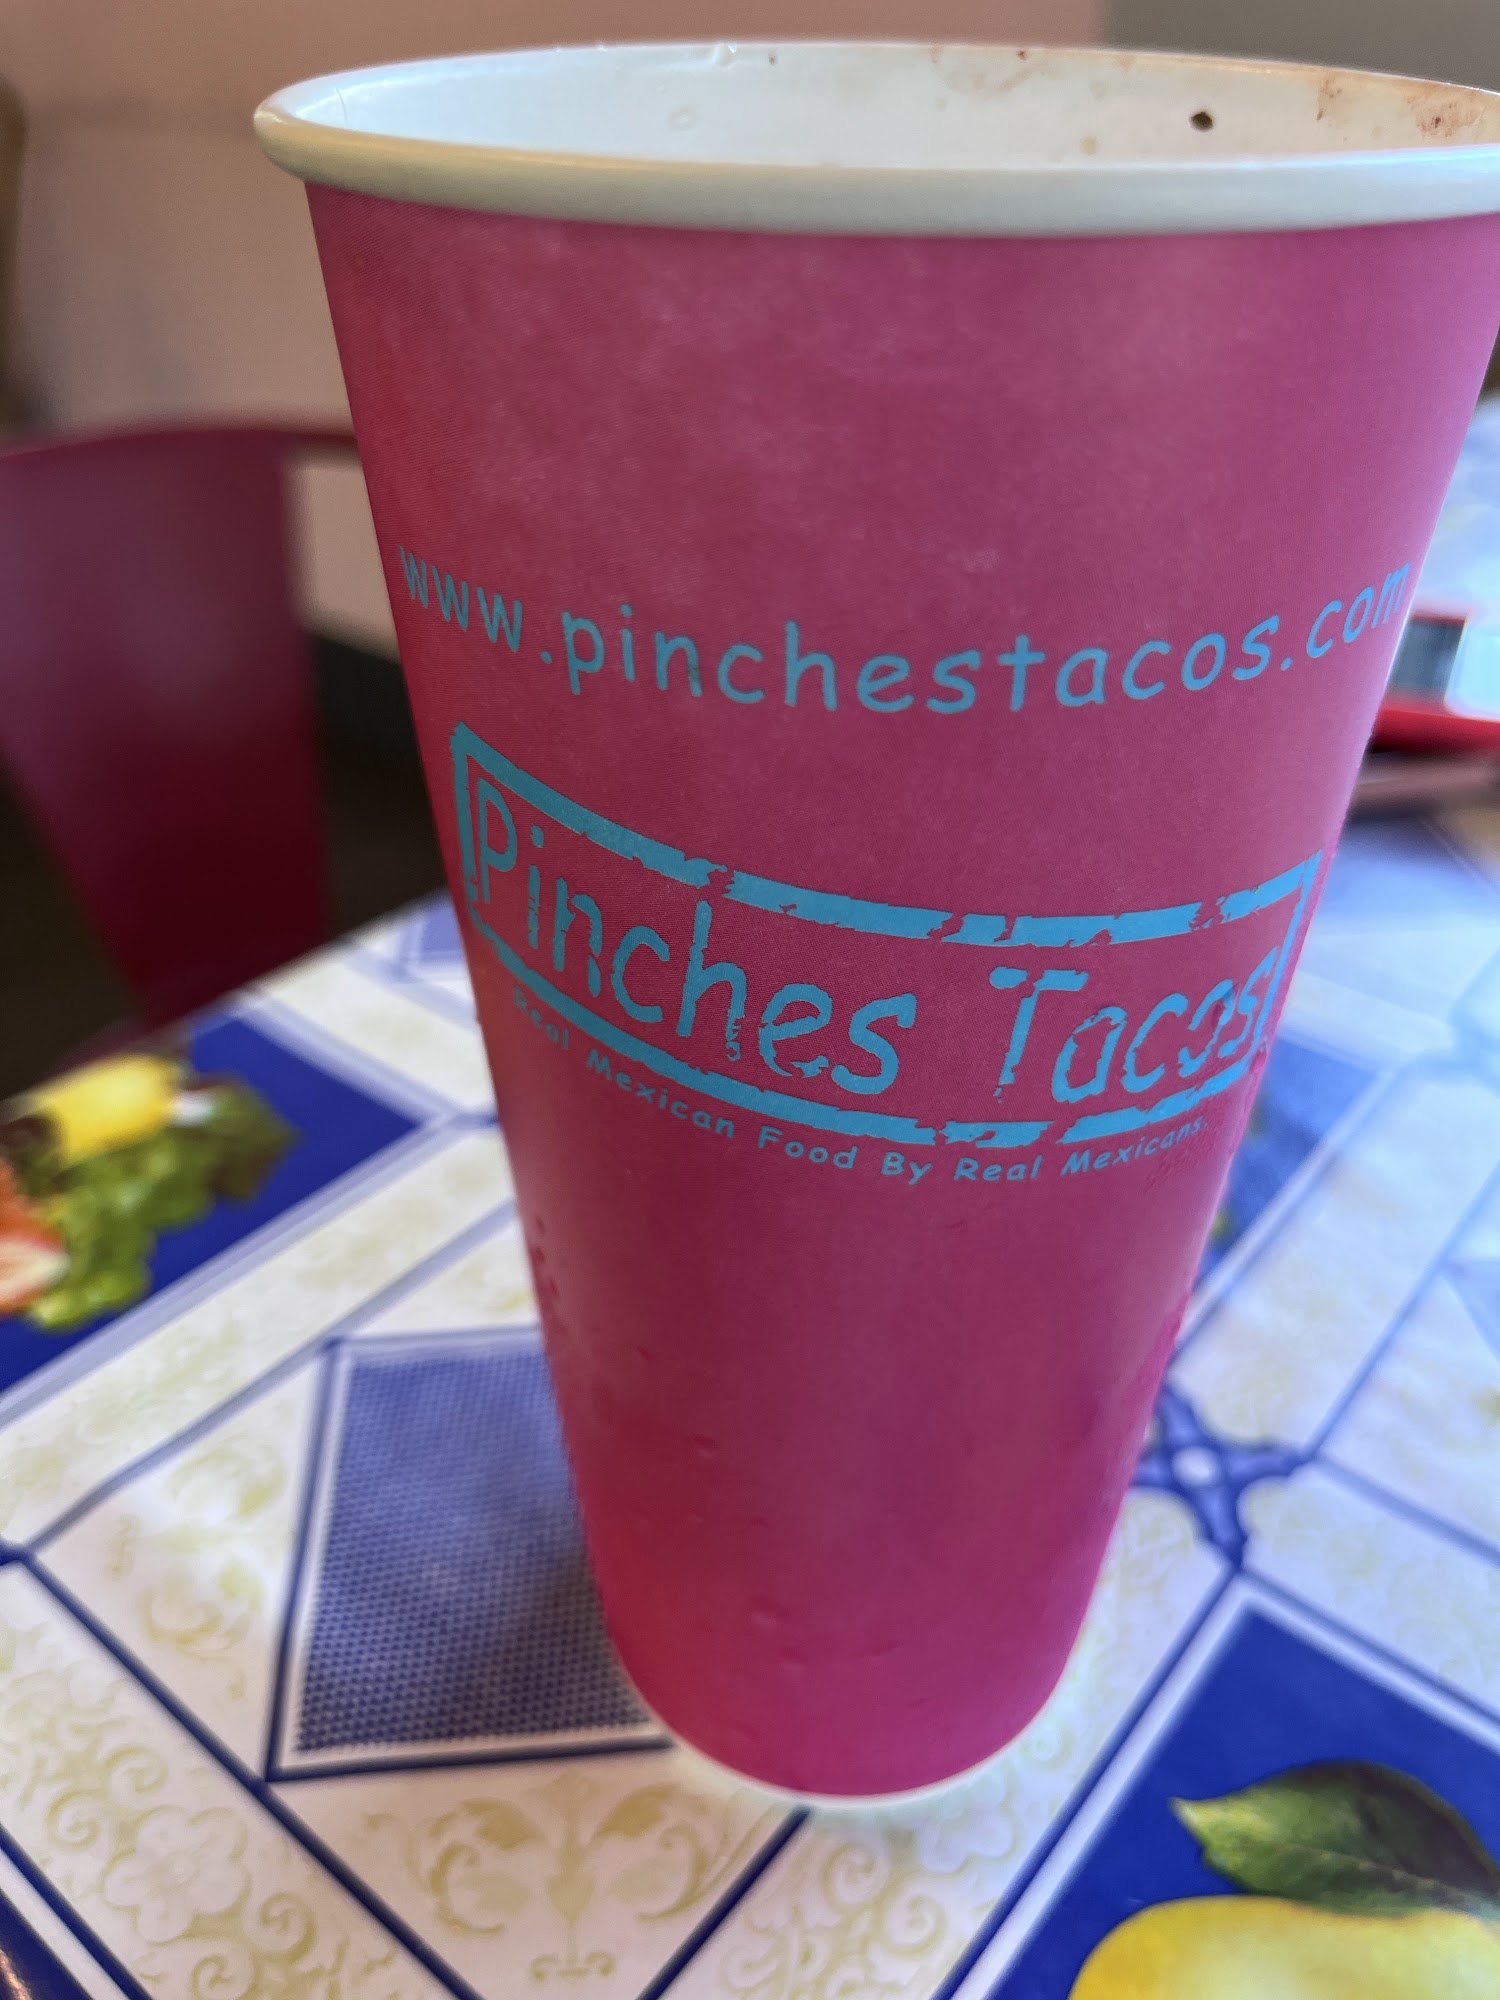 www.pinchestacos.com
Pinches Tacos
Real Mexican Food By Real Mexicans.